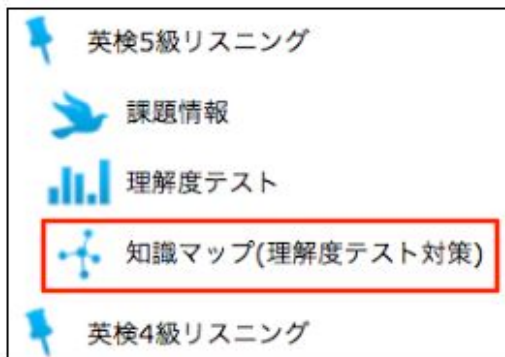 英検5級リスニング
課題情報
理解度テスト
知識マップ(理解度テスト対策)
英検4級リスニング